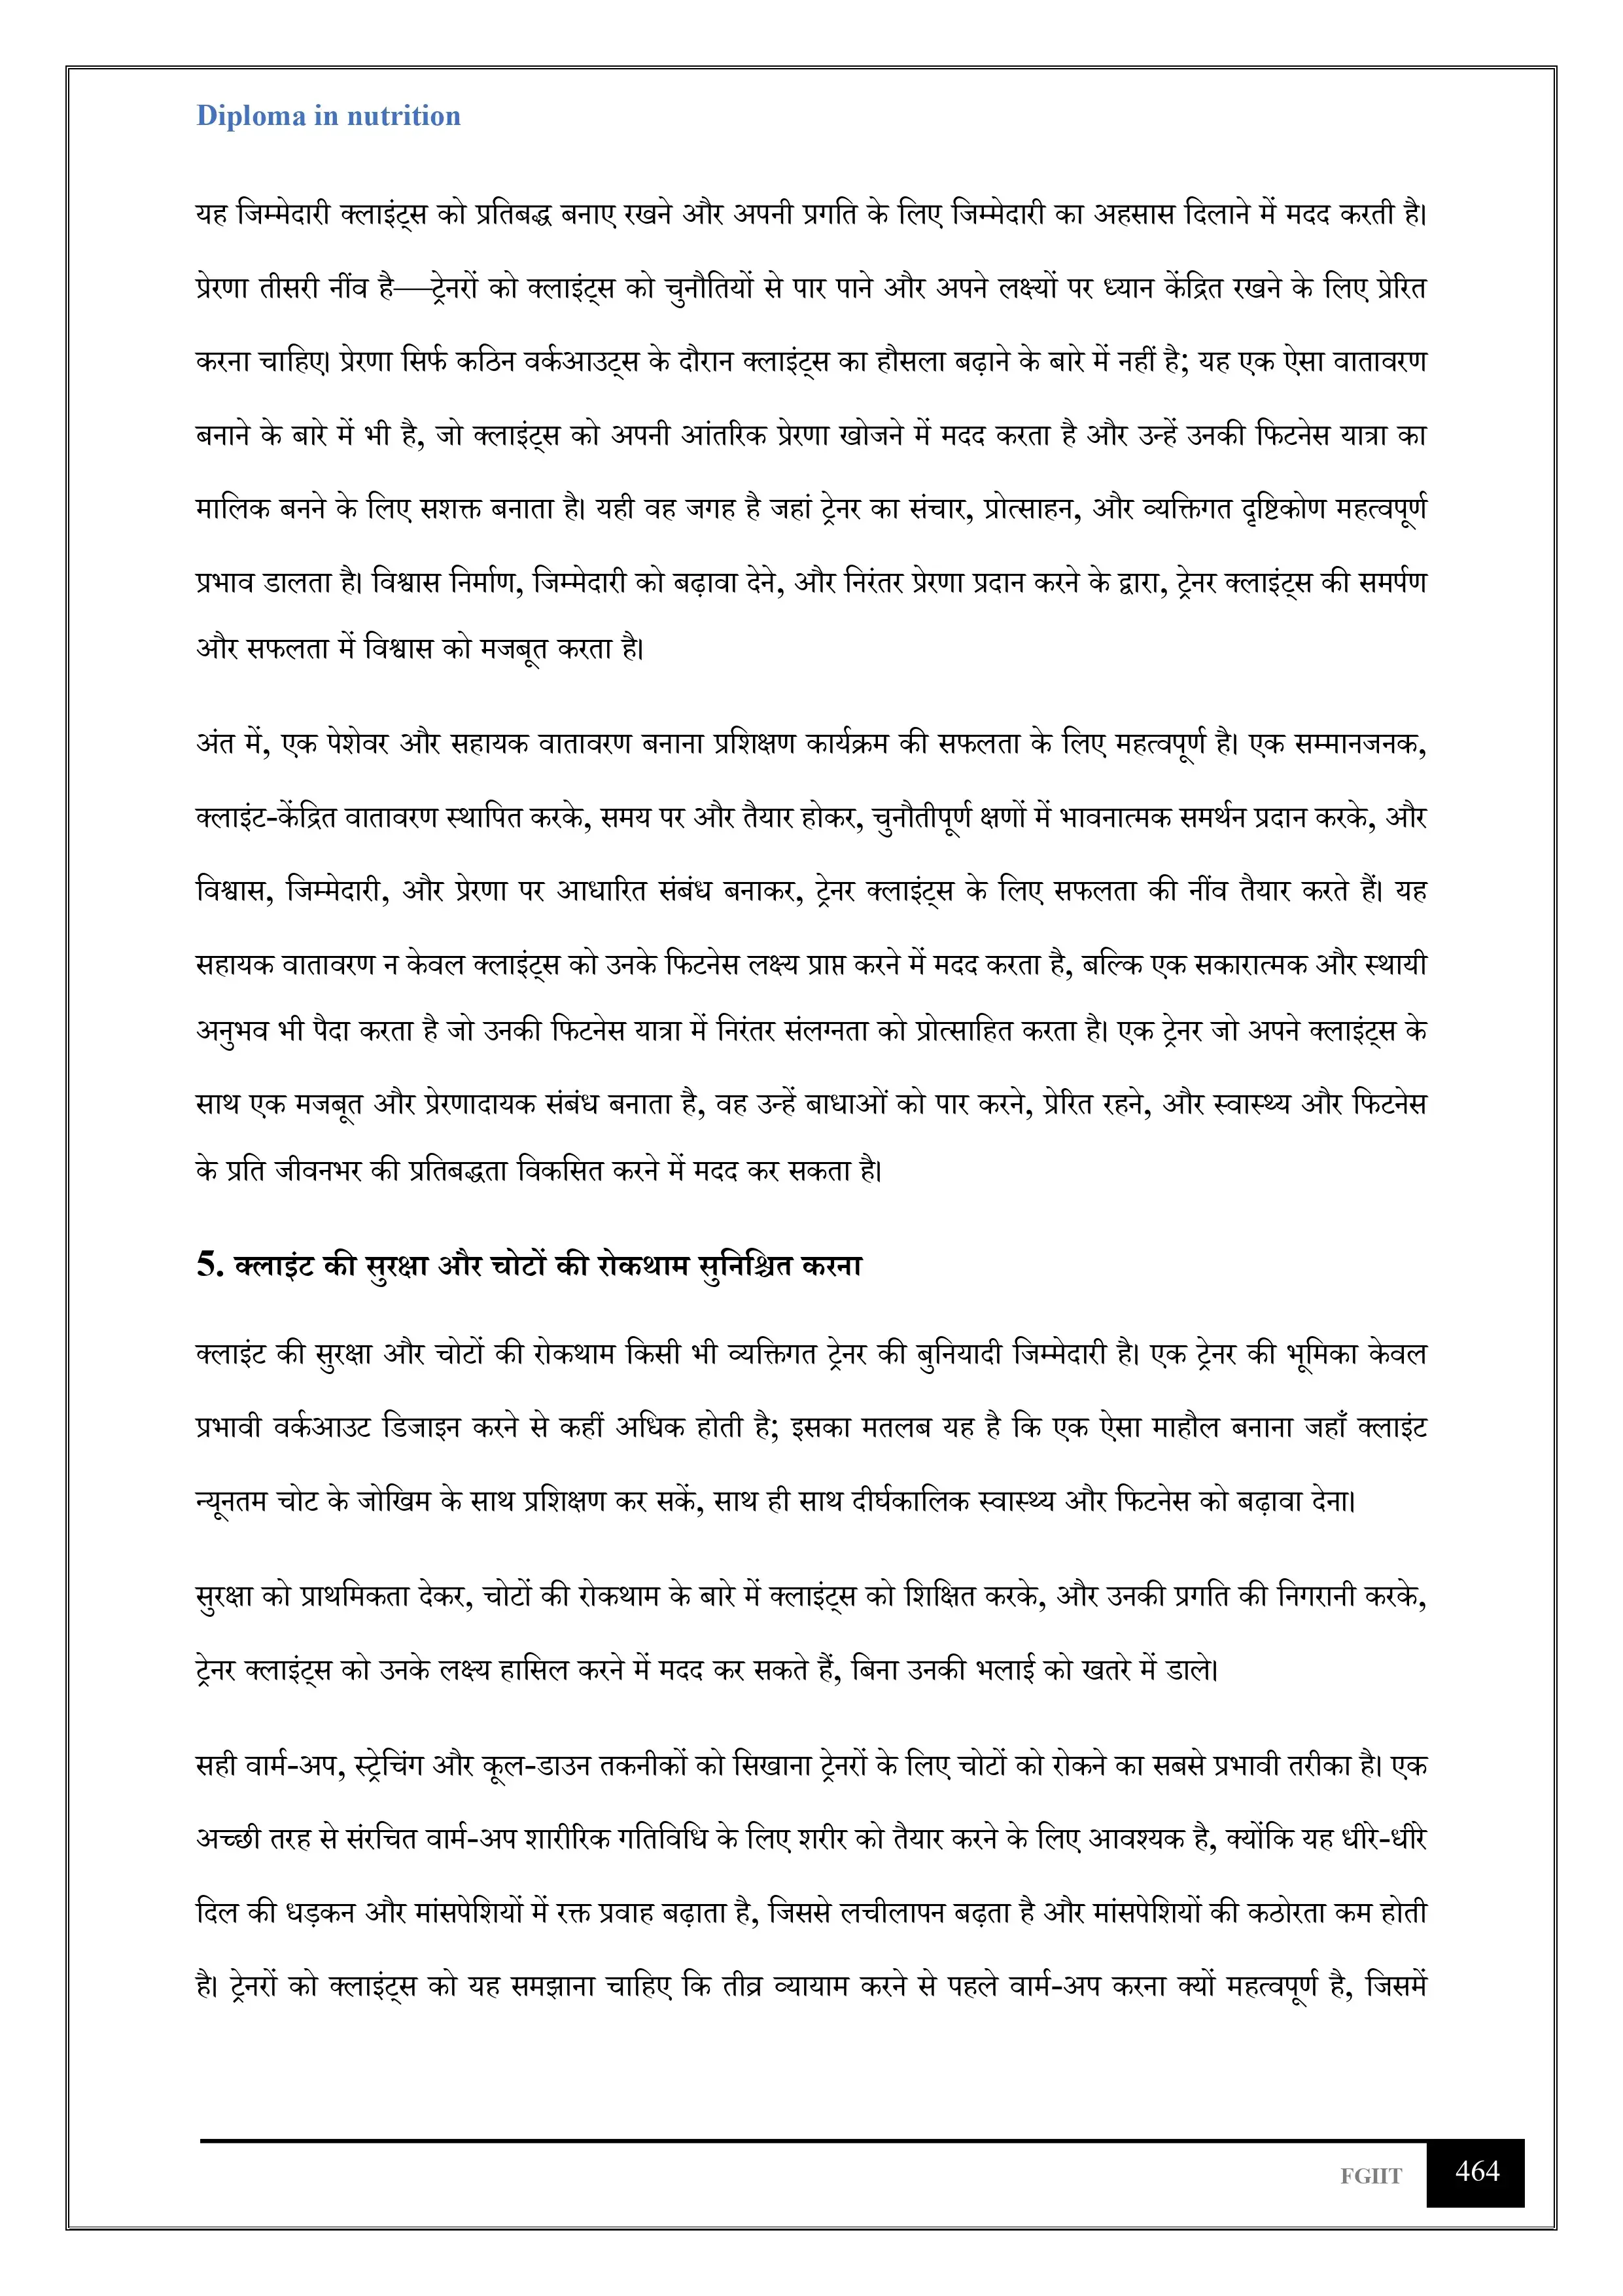 Diploma in nutrition
यह जिम्मेदारी क्लाइंट्स को प्रतिबद्ध बनाए रखने और अपनी प्रगति के लिए जिम्मेदारी का अहसास दिलाने में मदद करती है।
प्रेरणा तीसरी नींव है—ट्रेनरों को क्लाइंट्स को चुनौतियों से पार पाने और अपने लक्ष्यों पर ध्यान केंद्रित रखने के लिए प्रेरित
करना चाहिए। प्रेरणा सिर्फ कठिन वर्कआउट्स के दौरान क्लाइंट्स का हौसला बढ़ाने के बारे में नहीं है; यह एक ऐसा वातावरण
बनाने के बारे में भी है, जो क्लाइंट्स को अपनी आंतरिक प्रेरणा खोजने में मदद करता है और उन्हें उनकी फिटनेस यात्रा का
मालिक बनने के लिए सशक्त बनाता है। यही वह जगह है जहां ट्रेनर का संचार, प्रोत्साहन, और व्यक्तिगत दृष्टिकोण महत्वपूर्ण
प्रभाव डालता है। विश्वास निर्माण, जिम्मेदारी को बढ़ावा देने, और निरंतर प्रेरणा प्रदान करने के द्वारा, ट्रेनर क्लाइंट्स की समर्पण
और सफलता में विश्वास को मजबूत करता है।
अंत में, एक पेशेवर और सहायक वातावरण बनाना प्रशिक्षण कार्यक्रम की सफलता के लिए महत्वपूर्ण है। एक सम्मानजनक,
क्लाइंट-केंद्रित वातावरण स्थापित करके, समय पर और तैयार होकर, चुनौतीपूर्ण क्षणों में भावनात्मक समर्थन प्रदान करके, और
विश्वास, जिम्मेदारी, और प्रेरणा पर आधारित संबंध बनाकर, ट्रेनर क्लाइंट्स के लिए सफलता की नींव तैयार करते हैं। यह
सहायक वातावरण न केवल क्लाइंट्स को उनके फिटनेस लक्ष्य प्राप्त करने में मदद करता है, बल्कि एक सकारात्मक और स्थायी
अनुभव भी पैदा करता है जो उनकी फिटनेस यात्रा में निरंतर संलग्नता को प्रोत्साहित करता है। एक ट्रेनर जो अपने क्लाइंट्स के
साथ एक मजबूत और प्रेरणादायक संबंध बनाता है, वह उन्हें बाधाओं को पार करने, प्रेरित रहने, और स्वास्थ्य और फिटनेस
के प्रति जीवनभर की प्रतिबद्धता विकसित करने में मदद कर सकता है।
5. क्लाइंट की सुरक्षा और चोटों की रोकथाम सुनिश्चित करना
क्लाइंट की सुरक्षा और चोटों की रोकथाम किसी भी व्यक्तिगत ट्रेनर की बुनियादी जिम्मेदारी है। एक ट्रेनर की भूमिका केवल
प्रभावी वर्कआउट डिजाइन करने से कहीं अधिक होती है; इसका मतलब यह है कि एक ऐसा माहौल बनाना जहाँ क्लाइंट
न्यूनतम चोट के जोखिम के साथ प्रशिक्षण कर सकें, साथ ही साथ दीर्घकालिक स्वास्थ्य और फिटनेस को बढ़ावा देना।
सुरक्षा को प्राथमिकता देकर, चोटों की रोकथाम के बारे में क्लाइंट्स को शिक्षित करके, और उनकी प्रगति की निगरानी करके,
ट्रेनर क्लाइंट्स को उनके लक्ष्य हासिल करने में मदद कर सकते हैं, बिना उनकी भलाई को खतरे में डाले।
सही वार्म-अप, स्ट्रेचिंग और कूल-डाउन तकनीकों को सिखाना ट्रेनरों के लिए चोटों को रोकने का सबसे प्रभावी तरीका है। एक
अच्छी तरह से संरचित वार्म-अप शारीरिक गतिविधि के लिए शरीर को तैयार करने के लिए आवश्यक है, क्योंकि यह धीरे-धीरे
दिल की धड़कन और मांसपेशियों में रक्त प्रवाह बढ़ाता है, जिससे लचीलापन बढ़ता है और मांसपेशियों की कठोरता कम होती
है। ट्रेनरों को क्लाइंट्स को यह समझाना चाहिए कि तीव्र व्यायाम करने से पहले वार्म-अप करना क्यों महत्वपूर्ण है, जिसमें
FGIIT 464